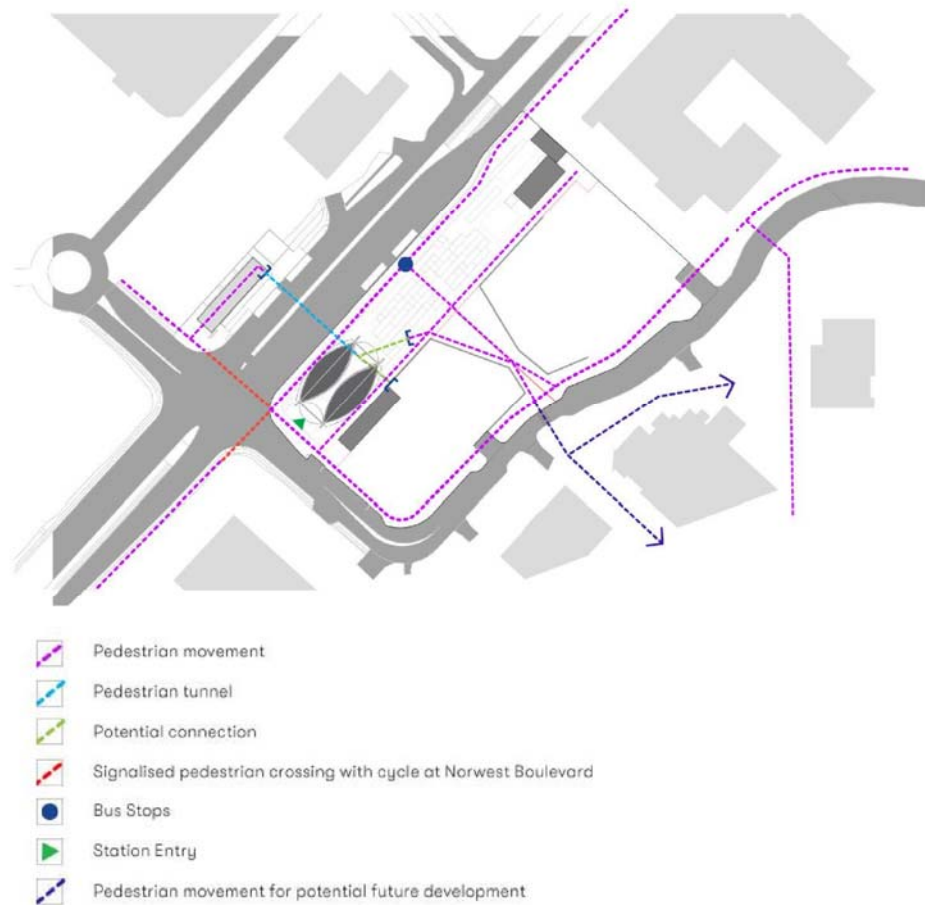 Pedestrian movement
Pedestrian tunnel
Potential connection
Signalised pedestrian crossing with cycle at Norwest Boulevard
Bus Stops
Station Entry
Pedestrian movement for potential future development